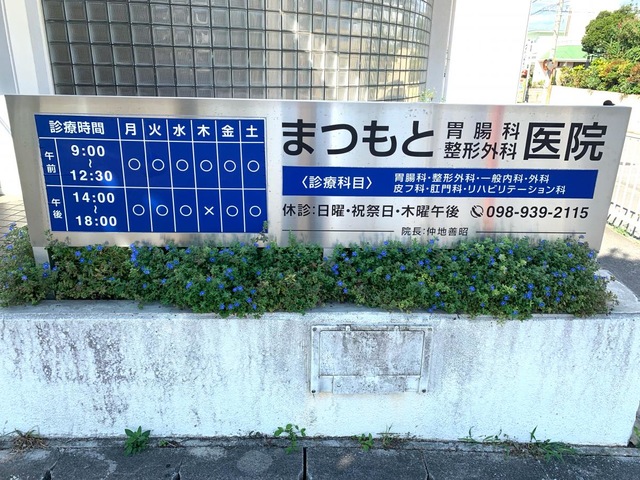 診療時間 月 火 水 木 金 土
午前 9:00～12:30 ○ ○ ○ ○ ○ ○
午後 14:00～18:00 ○ ○ ○ × ○ ○
まつもと 胃腸科 整形外科 医院
〈診療科目〉 胃腸科・整形外科・一般内科・外科
皮フ科・肛門科・リハビリテーション科
休診:日曜・祝祭日・木曜午後 098-939-2115
院長:仲地善昭